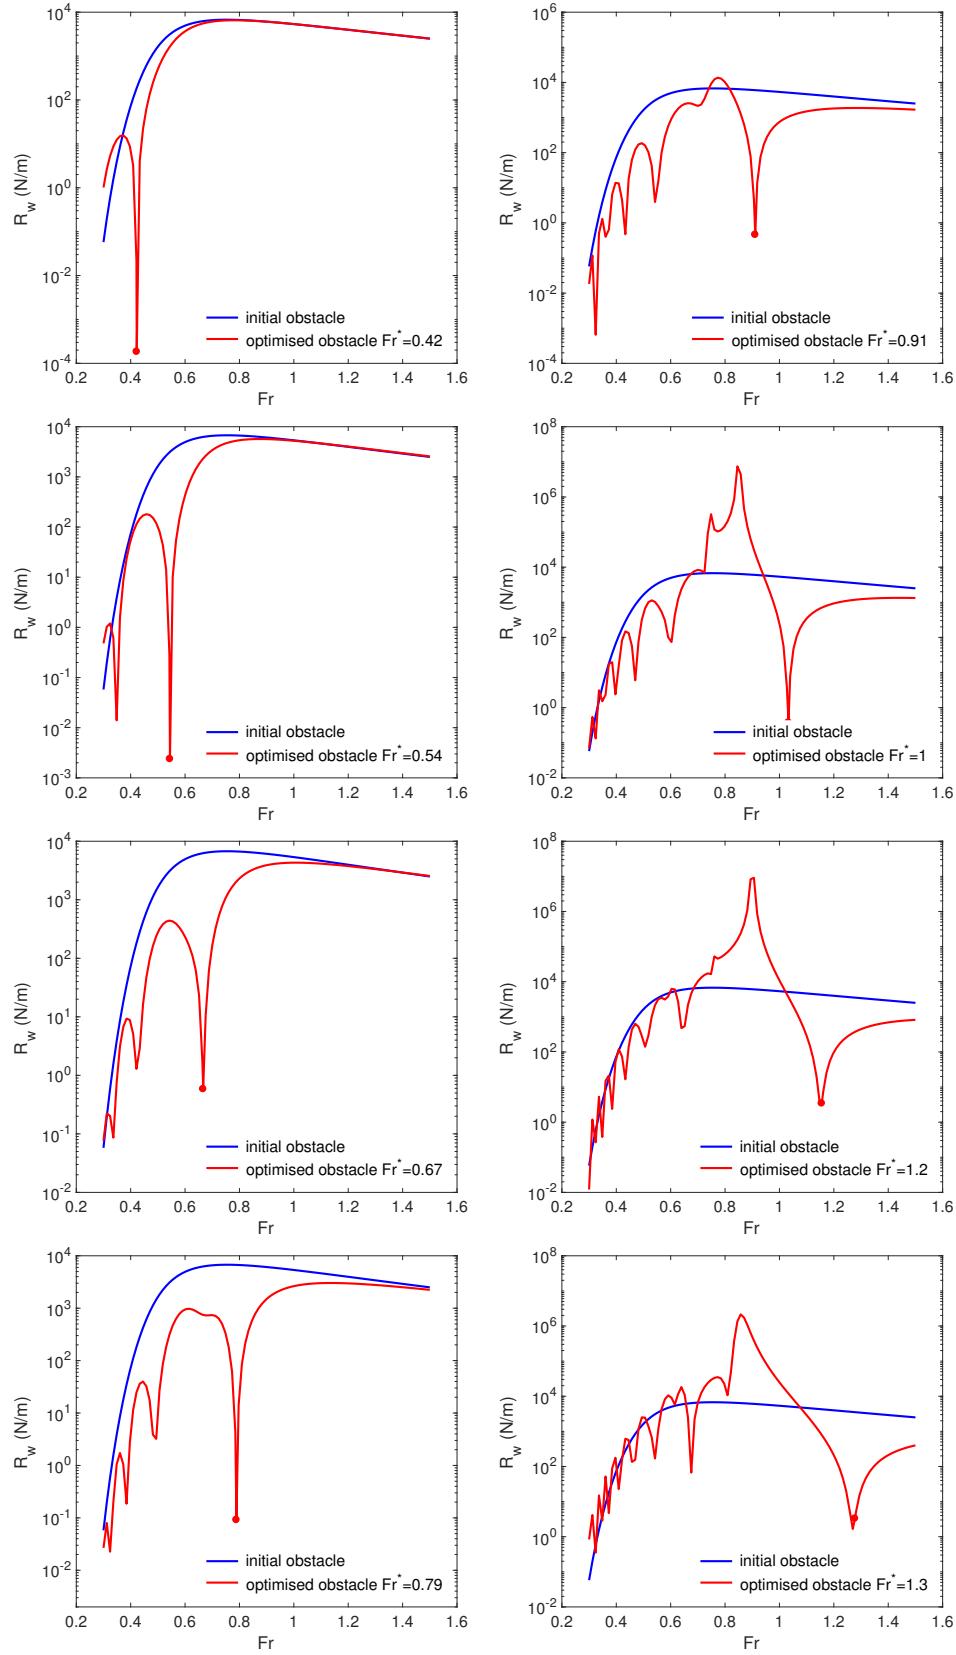 10^4
10^2
10^0
10^-2
10^-4
R_w (N/m)
0.2 0.4 0.6 0.8 1 1.2 1.4 1.6
Fr
initial obstacle
optimised obstacle Fr^*=0.42
10^6
10^4
10^2
10^0
10^-2
10^-4
R_w (N/m)
0.2 0.4 0.6 0.8 1 1.2 1.4 1.6
Fr
initial obstacle
optimised obstacle Fr^*=0.91
10^4
10^3
10^2
10^1
10^0
10^-1
10^-2
10^-3
R_w (N/m)
0.2 0.4 0.6 0.8 1 1.2 1.4 1.6
Fr
initial obstacle
optimised obstacle Fr^*=0.54
10^8
10^6
10^4
10^2
10^0
10^-2
R_w (N/m)
0.2 0.4 0.6 0.8 1 1.2 1.4 1.6
Fr
initial obstacle
optimised obstacle Fr^*=1
10^4
10^3
10^2
10^1
10^0
10^-1
10^-2
R_w (N/m)
0.2 0.4 0.6 0.8 1 1.2 1.4 1.6
Fr
initial obstacle
optimised obstacle Fr^*=0.67
10^8
10^6
10^4
10^2
10^0
10^-2
R_w (N/m)
0.2 0.4 0.6 0.8 1 1.2 1.4 1.6
Fr
initial obstacle
optimised obstacle Fr^*=1.2
10^4
10^3
10^2
10^1
10^0
10^-1
10^-2
R_w (N/m)
0.2 0.4 0.6 0.8 1 1.2 1.4 1.6
Fr
initial obstacle
optimised obstacle Fr^*=0.79
10^8
10^6
10^4
10^2
10^0
10^-2
R_w (N/m)
0.2 0.4 0.6 0.8 1 1.2 1.4 1.6
Fr
initial obstacle
optimised obstacle Fr^*=1.3